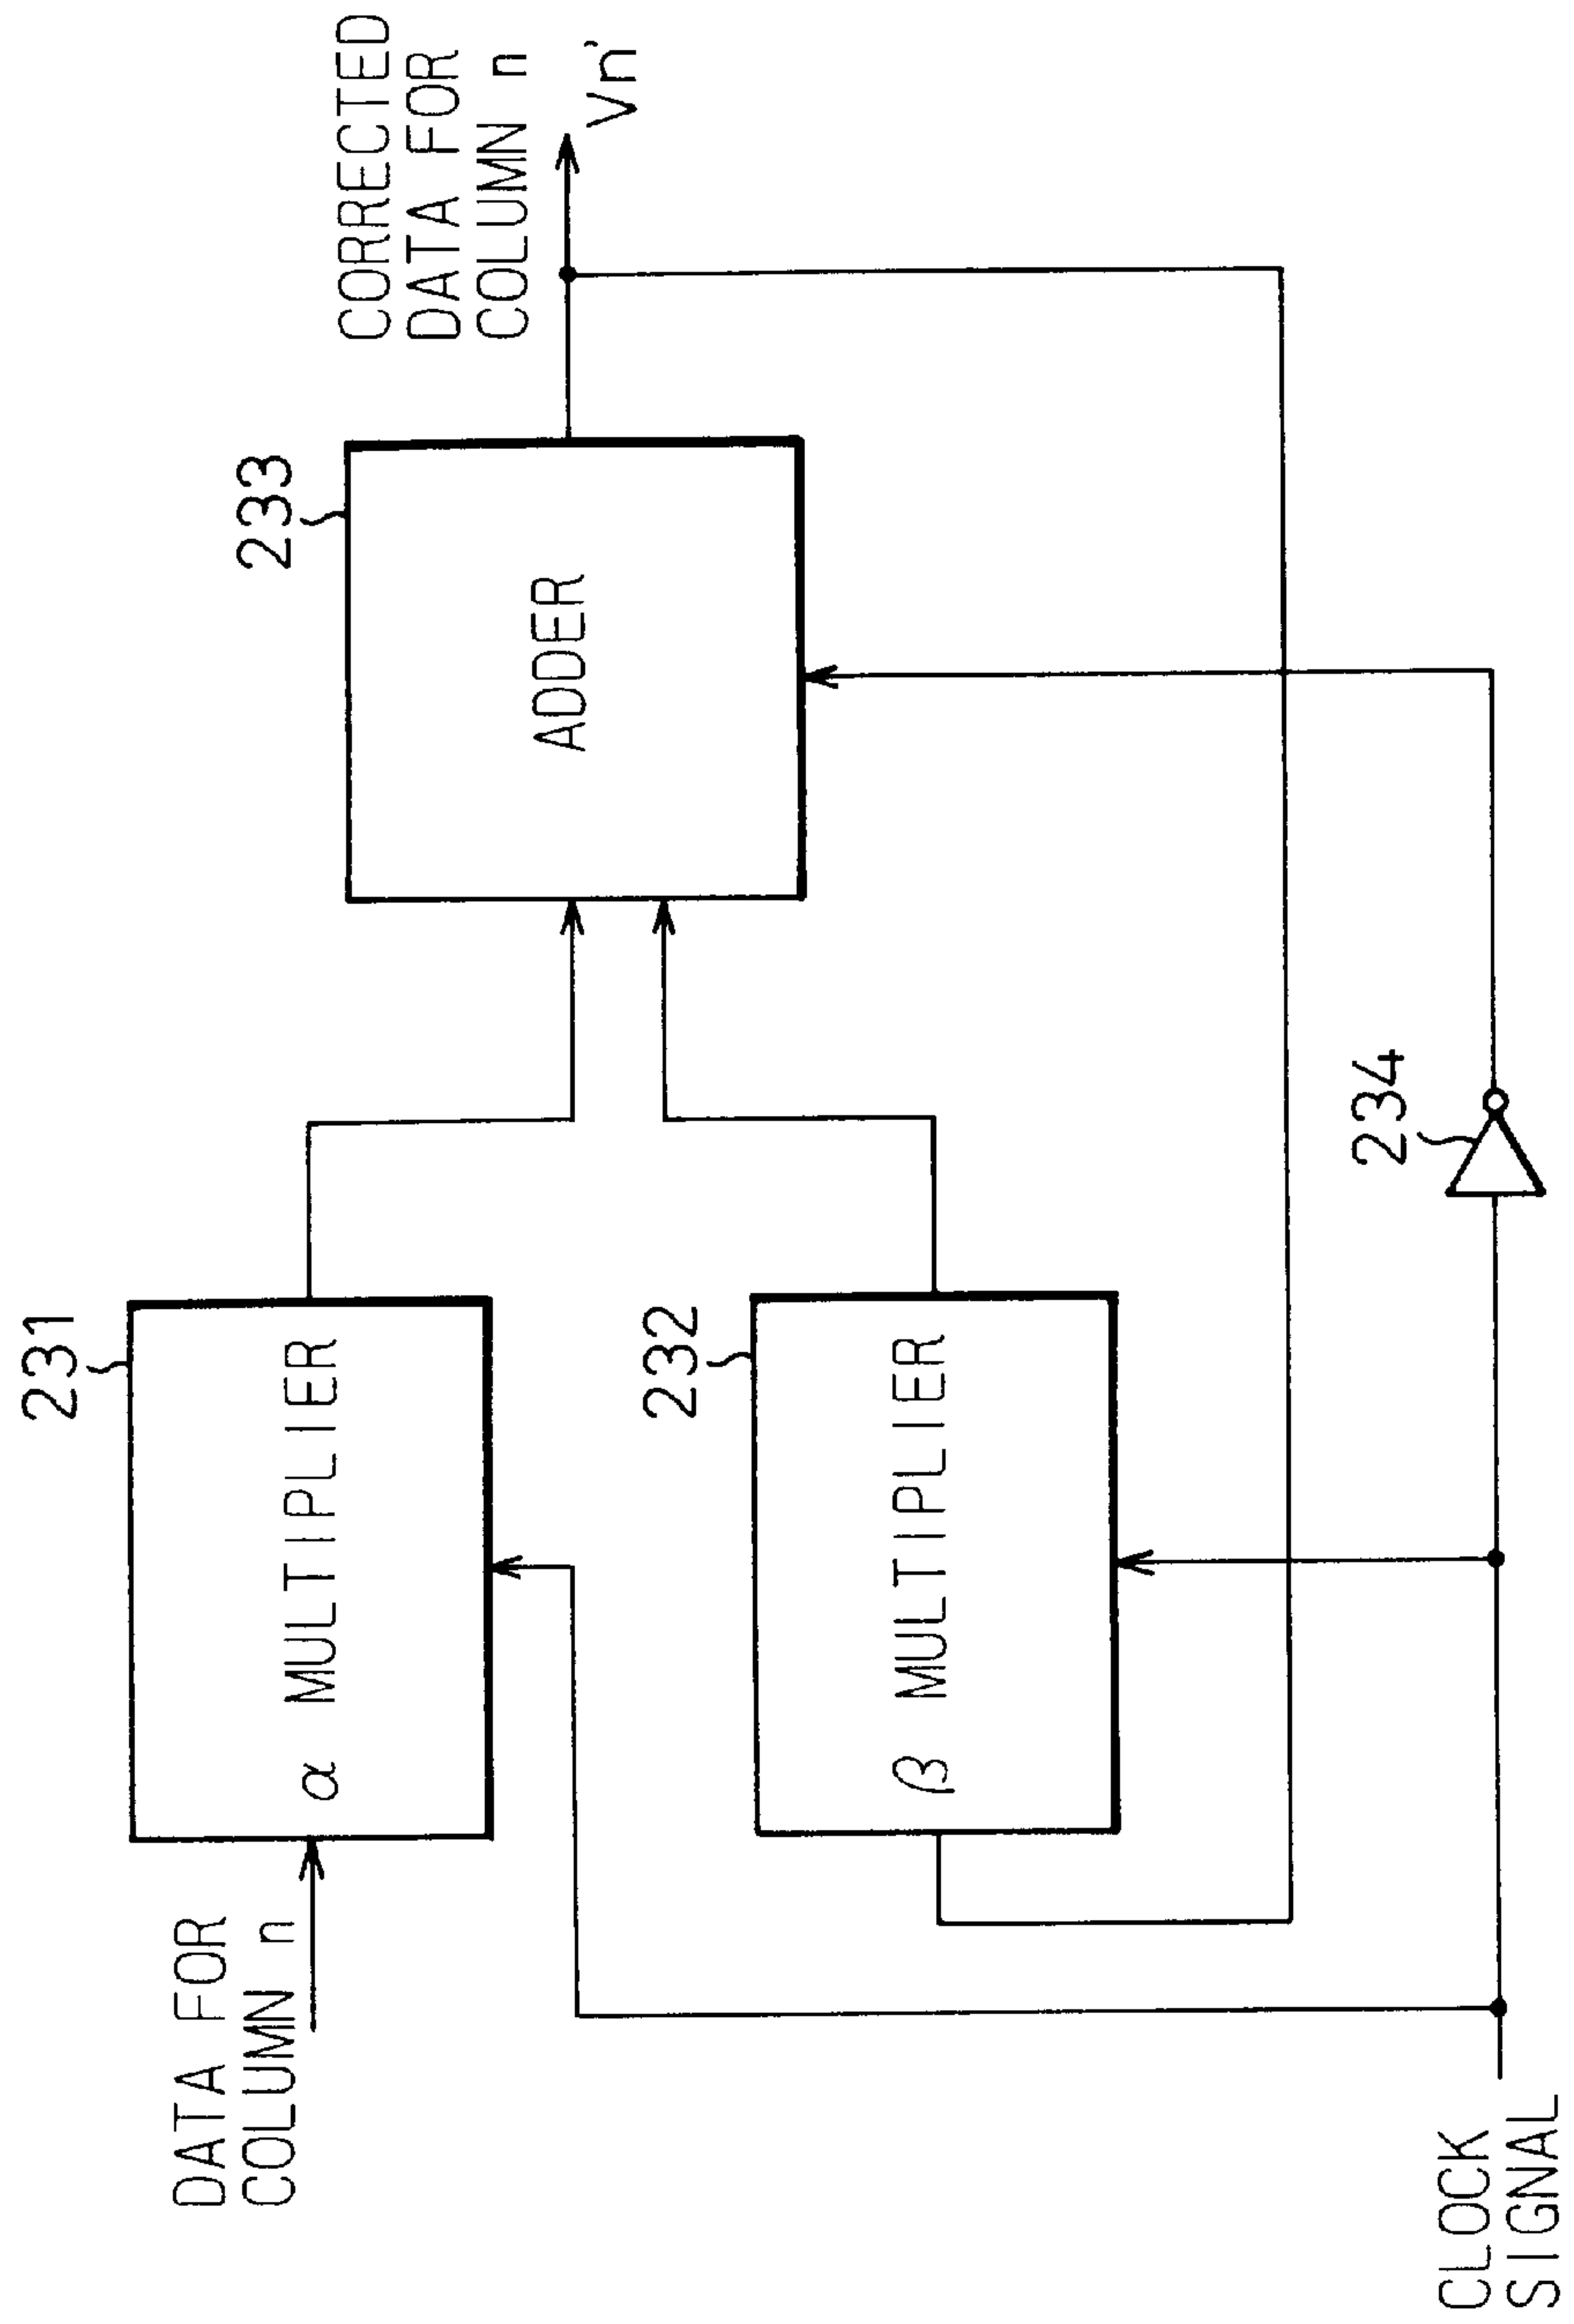 231
α MULTIPLIER
DATA FOR
COLUMN n
233
ADDER
CORRECTED
DATA FOR
COLUMN n
Vn'
232
β MULTIPLIER
234
CLOCK
SIGNAL